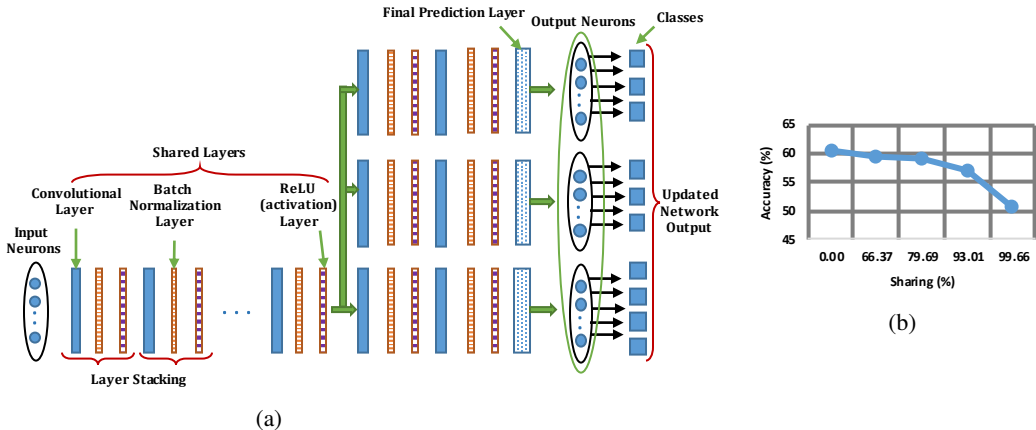 Final Prediction Layer
Output Neurons
Classes
Shared Layers
Convolutional
Layer
Batch
Normalization
Layer
ReLU
(activation)
Layer
Input
Neurons
Updated
Network
Output
Layer Stacking
(a)
Accuracy (%)
65
60
55
50
45
0.00 66.37 79.69 93.01 99.66
Sharing (%)
(b)